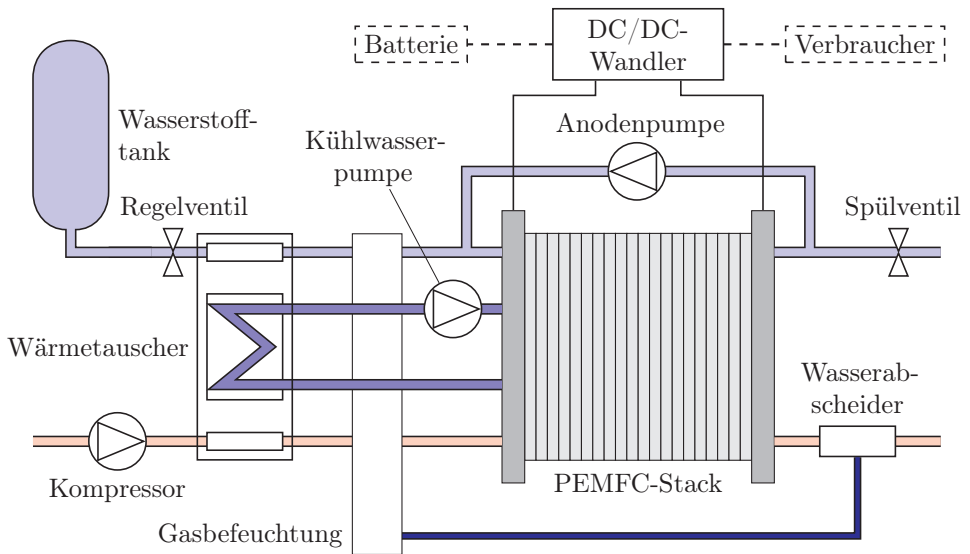 DC/DC-
Wandler
Batterie
Verbraucher
Wasserstoff-
tank
Kühlwasser-
pumpe
Anodenpumpe
Regelventil
Spülventil
Wärmetauscher
Wasserab-
scheider
Kompressor
PEMFC-Stack
Gasbefeuchtung